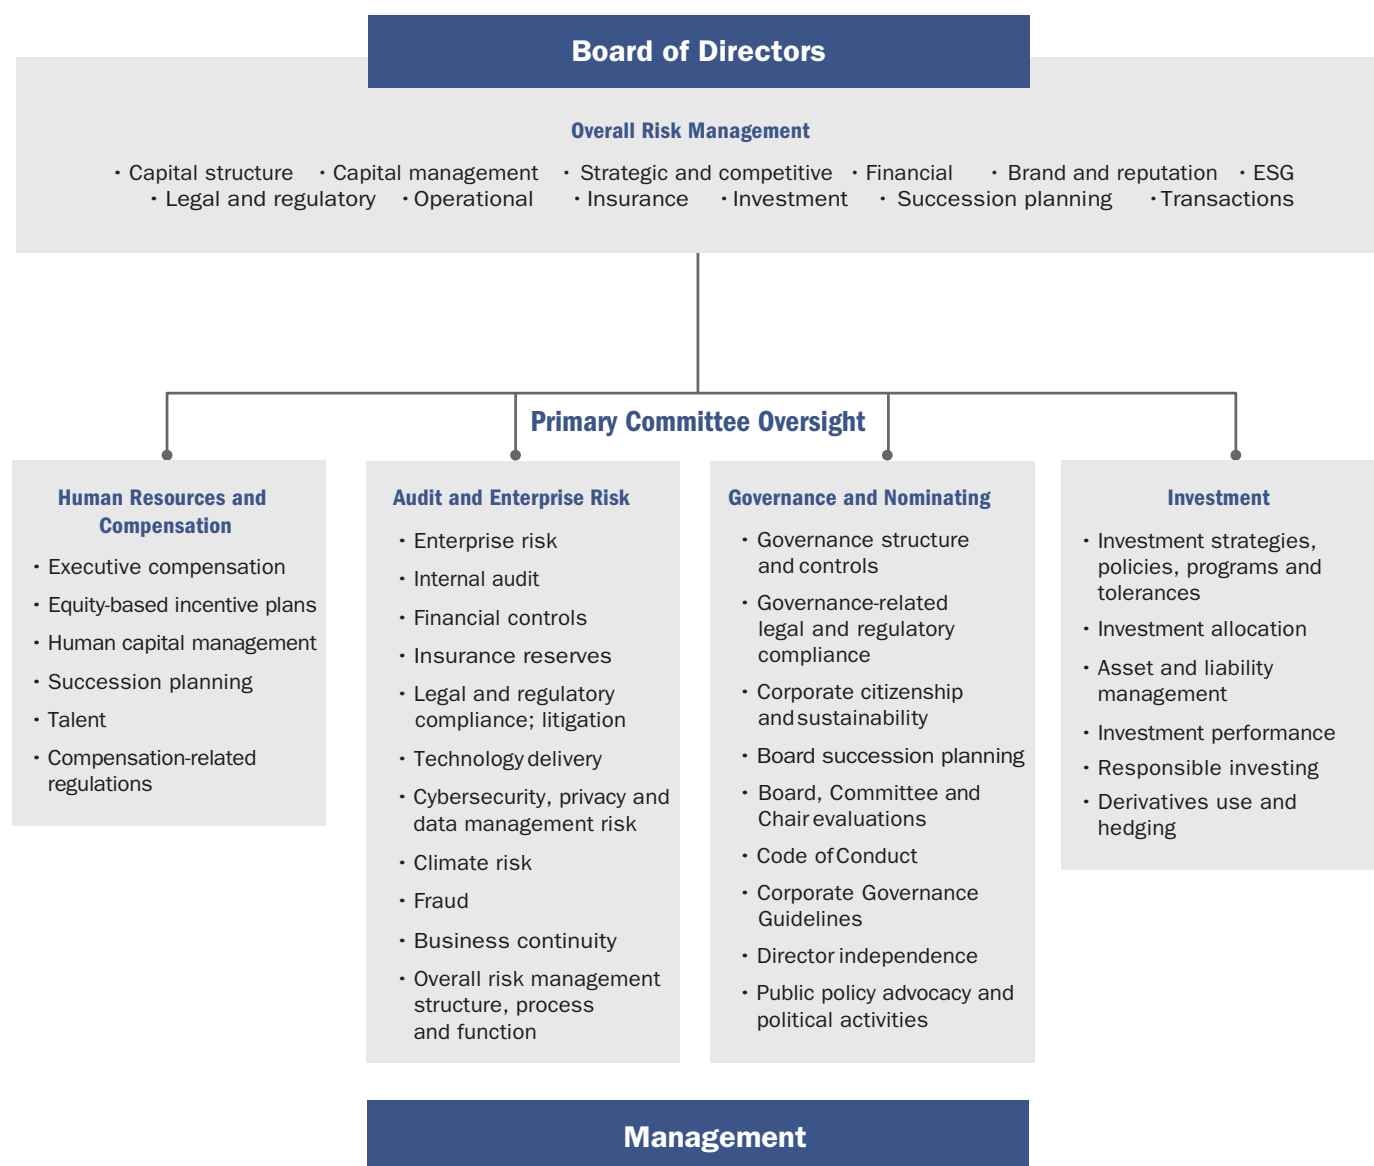 Board of Directors
Overall Risk Management
· Capital structure · Capital management · Strategic and competitive · Financial · Brand and reputation · ESG
· Legal and regulatory · Operational · Insurance · Investment · Succession planning · Transactions
Primary Committee Oversight
Human Resources and
Compensation
· Executive compensation
· Equity-based incentive plans
· Human capital management
· Succession planning
· Talent
· Compensation-related
regulations
Audit and Enterprise Risk
· Enterprise risk
· Internal audit
· Financial controls
· Insurance reserves
· Legal and regulatory
compliance; litigation
· Technology delivery
· Cybersecurity, privacy and
data management risk
· Climate risk
· Fraud
· Business continuity
· Overall risk management
structure, process
and function
Governance and Nominating
· Governance structure
and controls
· Governance-related
legal and regulatory
compliance
· Corporate citizenship
and sustainability
· Board succession planning
· Board, Committee and
Chair evaluations
· Code of Conduct
· Corporate Governance
Guidelines
· Director independence
· Public policy advocacy and
political activities
Investment
· Investment strategies,
policies, programs and
tolerances
· Investment allocation
· Asset and liability
management
· Investment performance
· Responsible investing
· Derivatives use and
hedging
Management